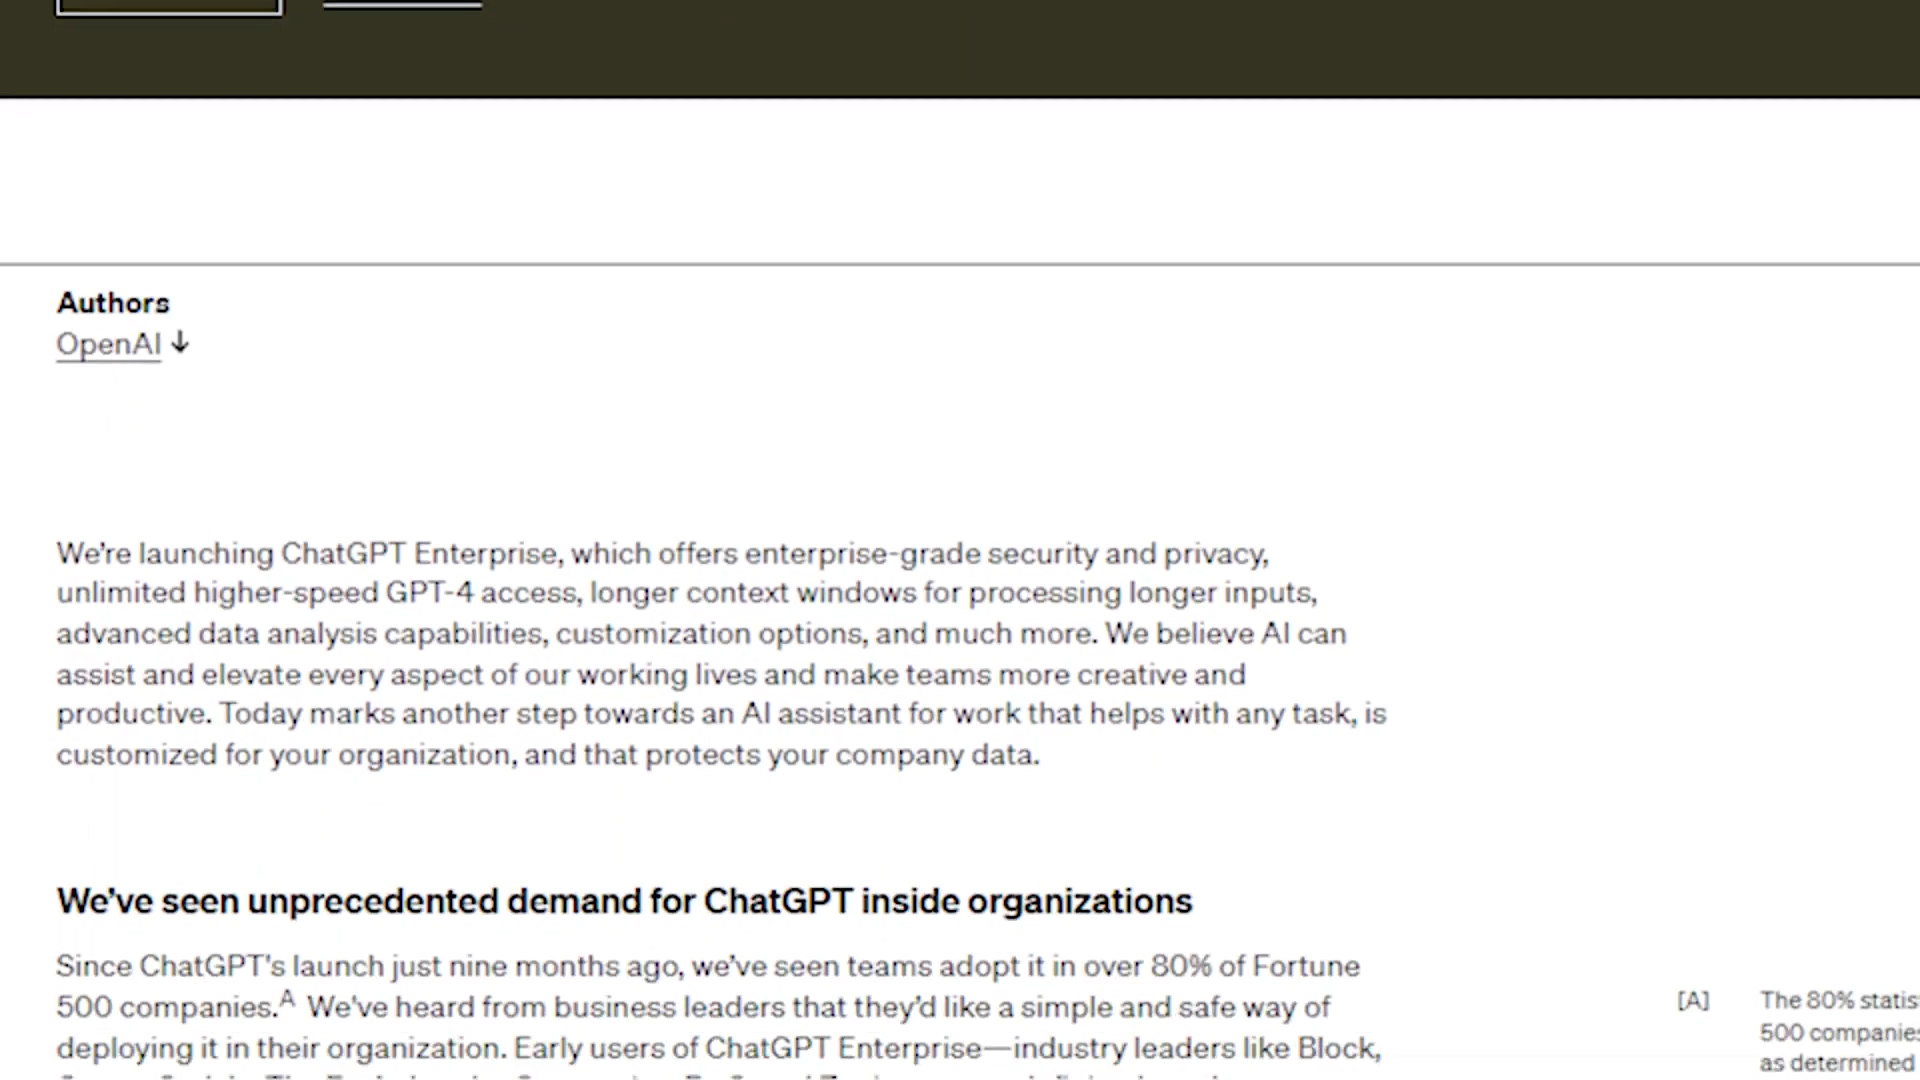 Authors
OpenAI ↓
We're launching ChatGPT Enterprise, which offers enterprise-grade security and privacy,
unlimited higher-speed GPT-4 access, longer context windows for processing longer inputs,
advanced data analysis capabilities, customization options, and much more. We believe AI can
assist and elevate every aspect of our working lives and make teams more creative and
productive. Today marks another step towards an AI assistant for work that helps with any task, is
customized for your organization, and that protects your company data.
We've seen unprecedented demand for ChatGPT inside organizations
Since ChatGPT's launch just nine months ago, we've seen teams adopt it in over 80% of Fortune
500 companies.A We've heard from business leaders that they'd like a simple and safe way of
deploying it in their organization. Early users of ChatGPT Enterprise—industry leaders like Block,
[A] The 80% statis
500 companies
as determined